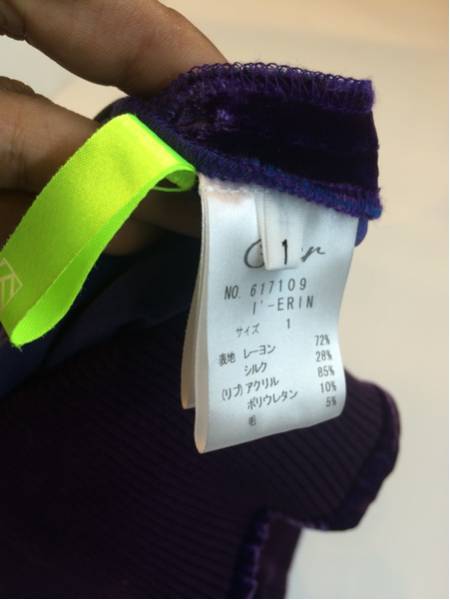 1
NO. 617109
I'-ERIN
サイズ 1
表地 レーヨン 72%
シルク 28%
(リブ) アクリル 85%
ポリウレタン 10%
毛 5%